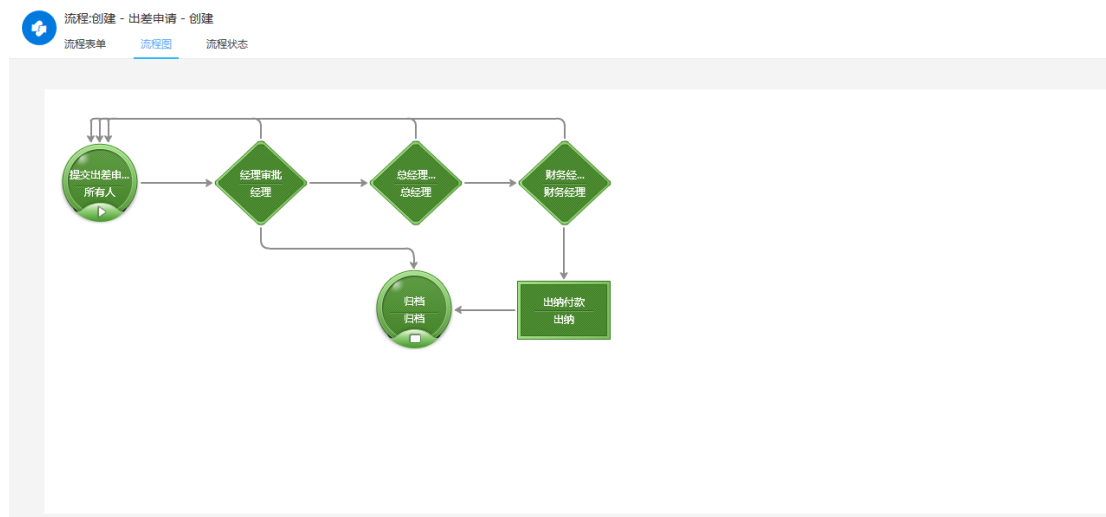 流程:创建 - 出差申请 - 创建
流程表单 流程图 流程状态
提交出差申...
所有人
经理审批
经理
总经理...
总经理
财务经...
财务经理
归档
归档
出纳付款
出纳